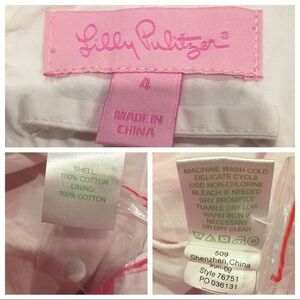 Lilly Pulitzer®
4
MADE IN
CHINA
SHELL:
100% COTTON
LINING:
100% COTTON
MACHINE WASH COLD
DELICATE CYCLE
USE NON-CHLORINE
BLEACH IF NEEDED
DRY PROMPTLY
TUMBLE DRY LOW
WARM IRON IF
NECESSARY
OR DRY CLEAN
509
Shenzhen, China
Style 76751
PO 036131